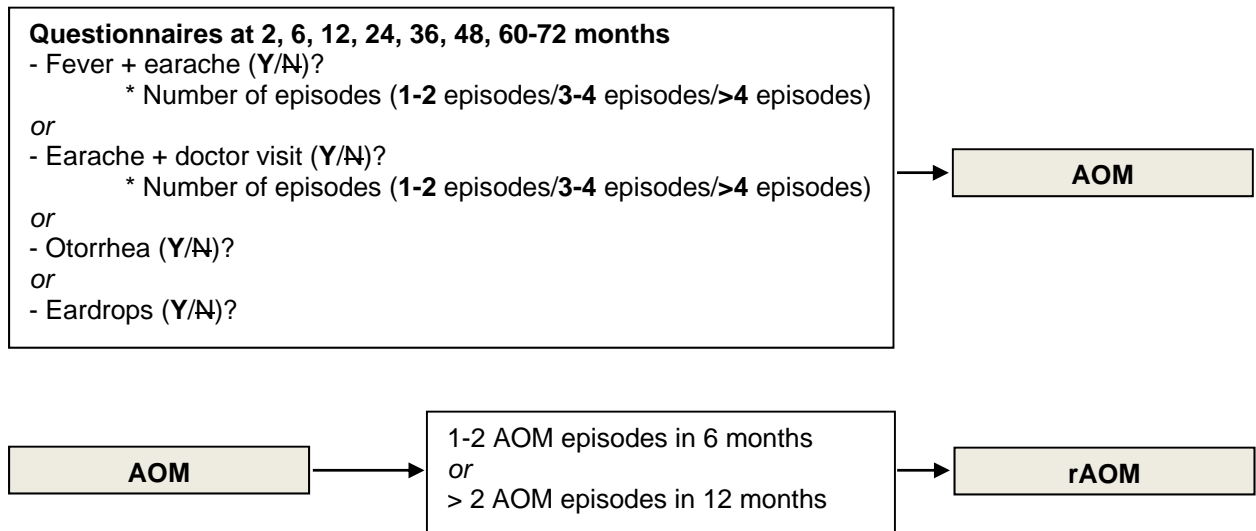 Questionnaires at 2, 6, 12, 24, 36, 48, 60-72 months
- Fever + earache (Y/N)?
* Number of episodes (1-2 episodes/3-4 episodes/>4 episodes)
or
- Earache + doctor visit (Y/N)?
* Number of episodes (1-2 episodes/3-4 episodes/>4 episodes)
or
- Otorrhea (Y/N)?
or
- Eardrops (Y/N)?
AOM
AOM
1-2 AOM episodes in 6 months
or
> 2 AOM episodes in 12 months
rAOM